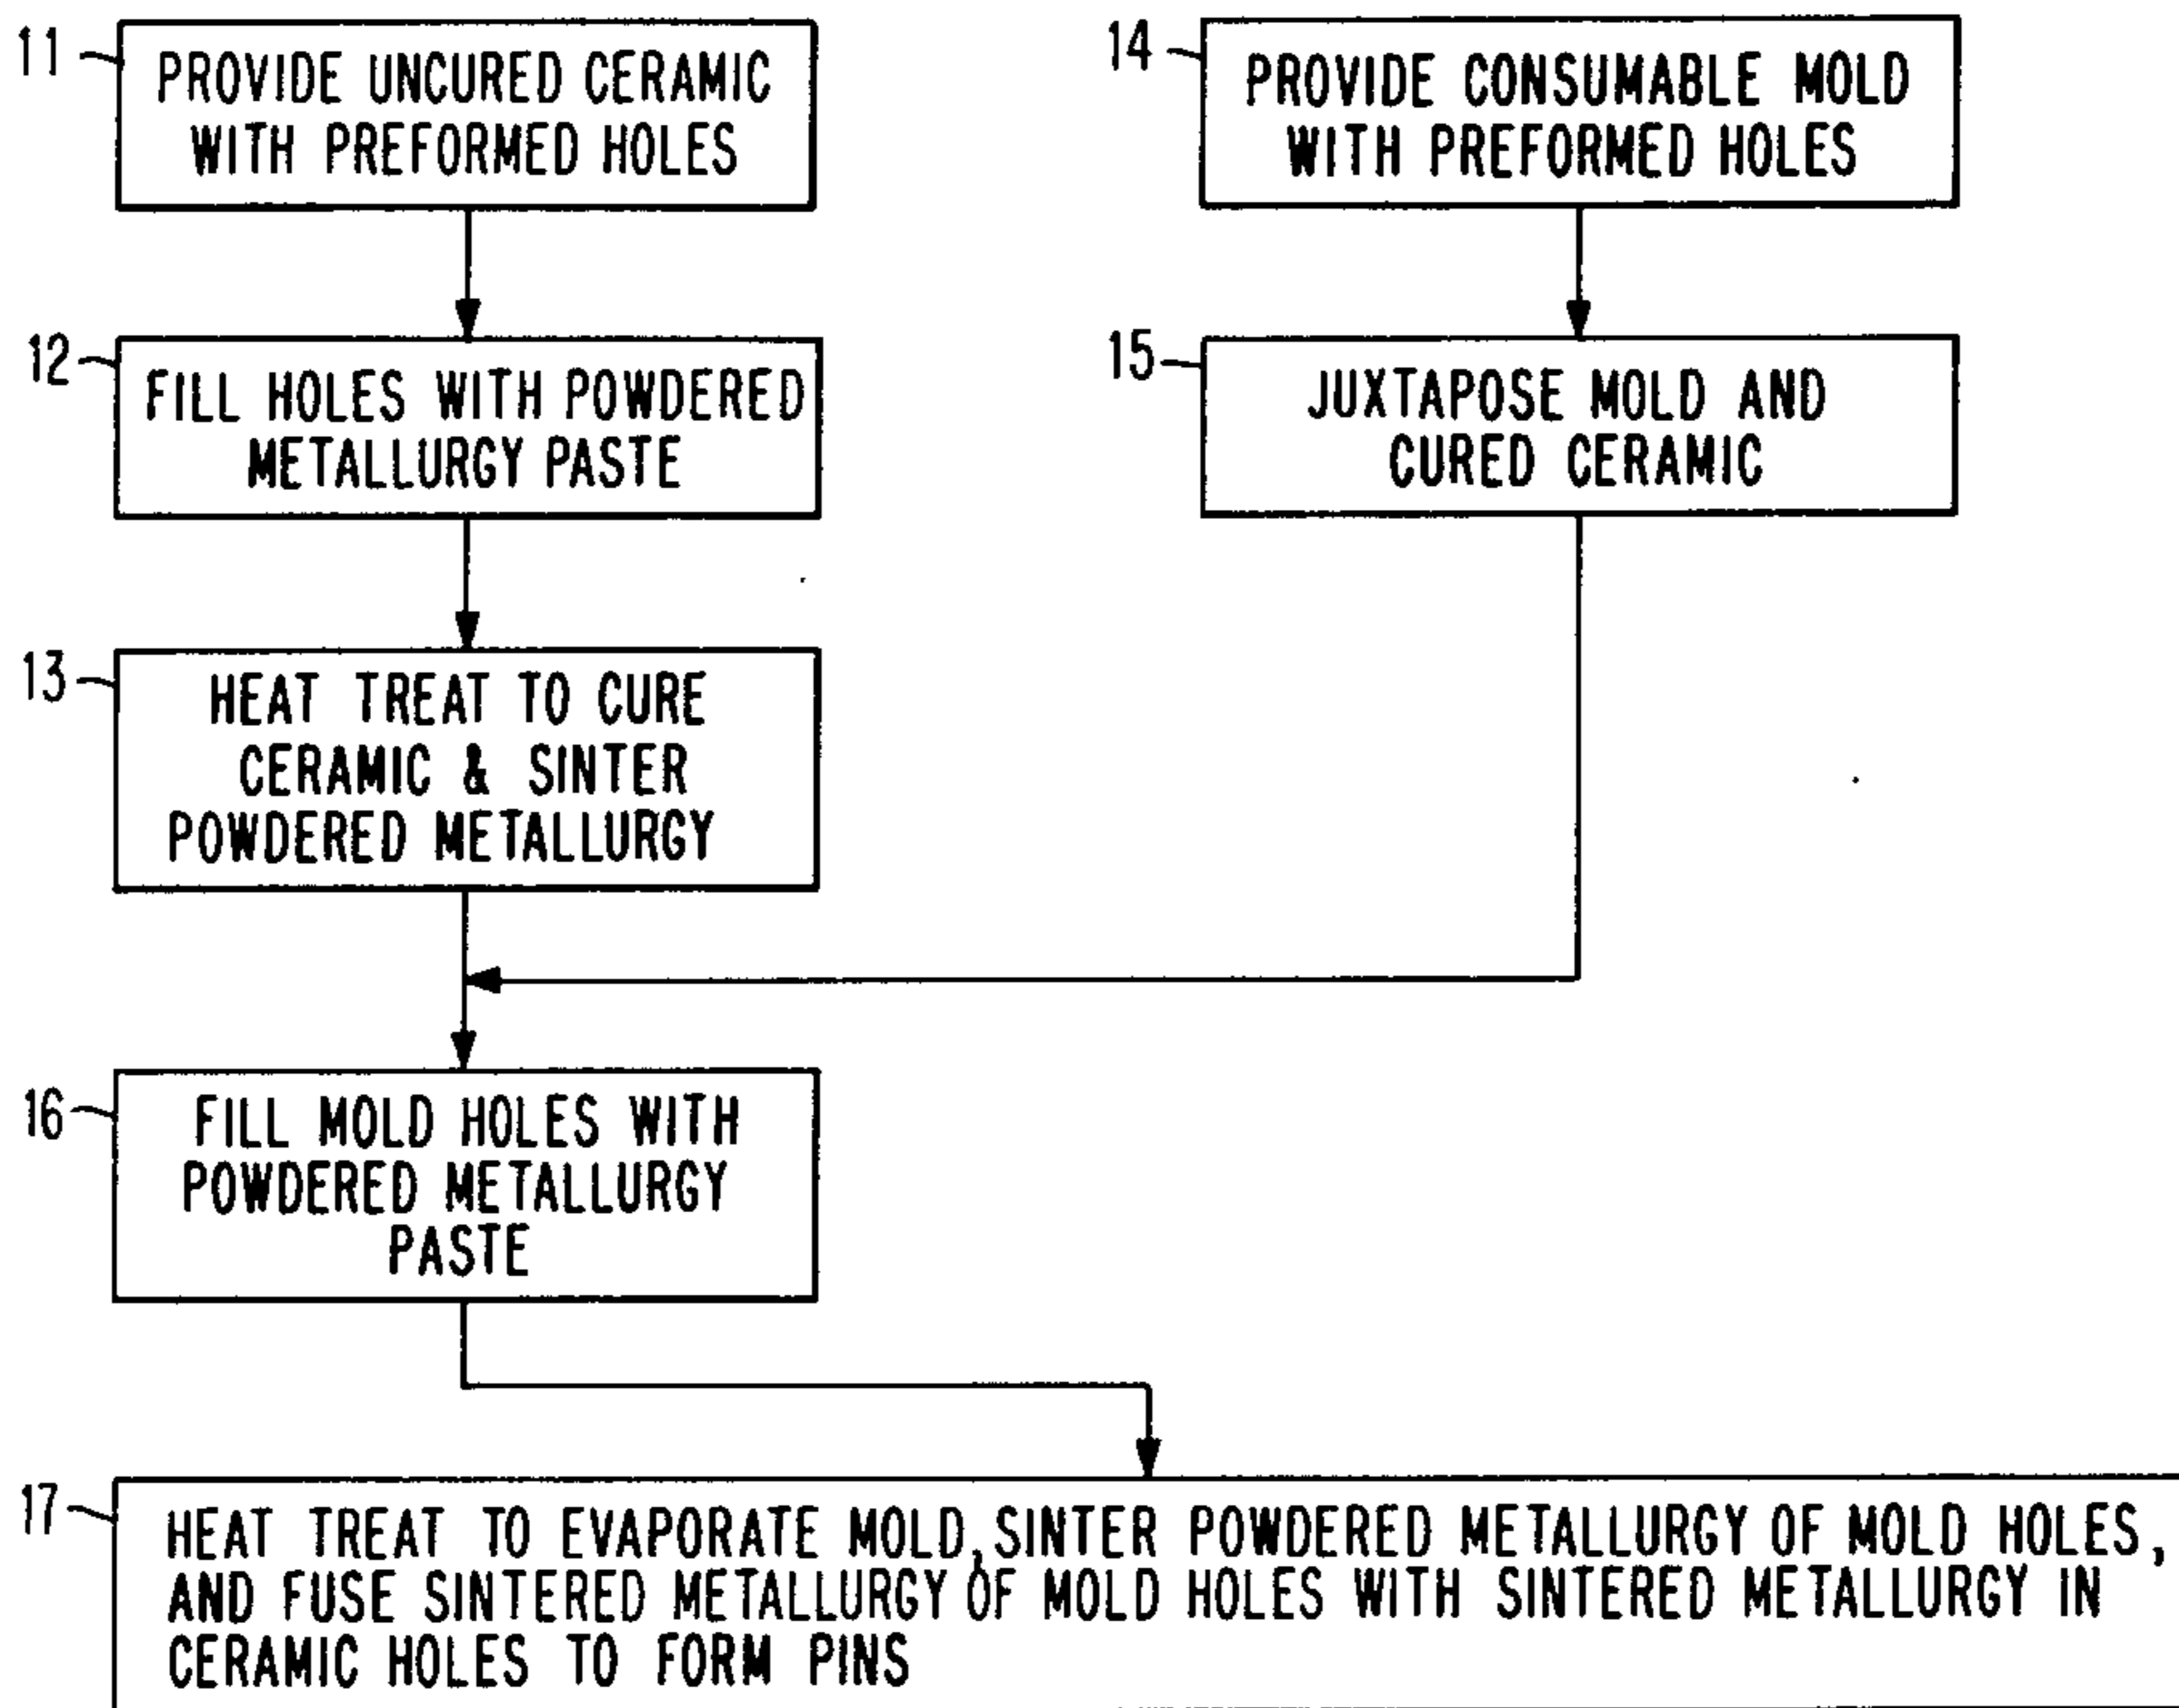 11
PROVIDE UNCURED CERAMIC
WITH PREFORMED HOLES
12
FILL HOLES WITH POWDERED
METALLURGY PASTE
13
HEAT TREAT TO CURE
CERAMIC & SINTER
POWDERED METALLURGY
14
PROVIDE CONSUMABLE MOLD
WITH PREFORMED HOLES
15
JUXTAPOSE MOLD AND
CURED CERAMIC
16
FILL MOLD HOLES WITH
POWDERED METALLURGY
PASTE
17
HEAT TREAT TO EVAPORATE MOLD, SINTER POWDERED METALLURGY OF MOLD HOLES,
AND FUSE SINTERED METALLURGY OF MOLD HOLES WITH SINTERED METALLURGY IN
CERAMIC HOLES TO FORM PINS